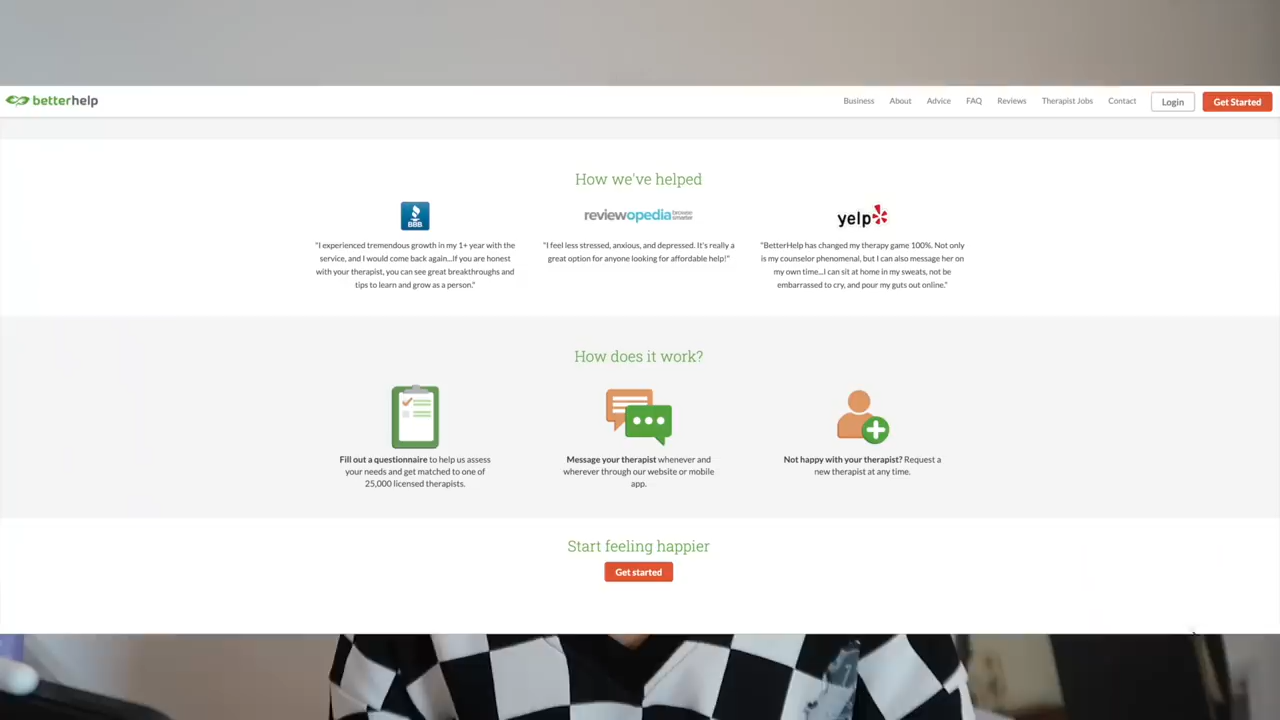 betterhelp
Business About Advice FAQ Reviews Therapist Jobs Contact Login Get Started
How we've helped
BBB
reviewopedia browse smarter
yelp
"I experienced tremendous growth in my 1+ year with the
service, and I would come back again...If you are honest
with your therapist, you can see great breakthroughs and
tips to learn and grow as a person."
"I feel less stressed, anxious, and depressed. It's really a
great option for anyone looking for affordable help!"
"BetterHelp has changed my therapy game 100%. Not only
is my counselor phenomenal, but I can also message her on
my own time...I can sit at home in my sweats, not be
embarrassed to cry, and pour my guts out online."
How does it work?
Fill out a questionnaire to help us assess
your needs and get matched to one of
25,000 licensed therapists.
Message your therapist whenever and
wherever through our website or mobile
app.
Not happy with your therapist? Request a
new therapist at any time.
Start feeling happier
Get started